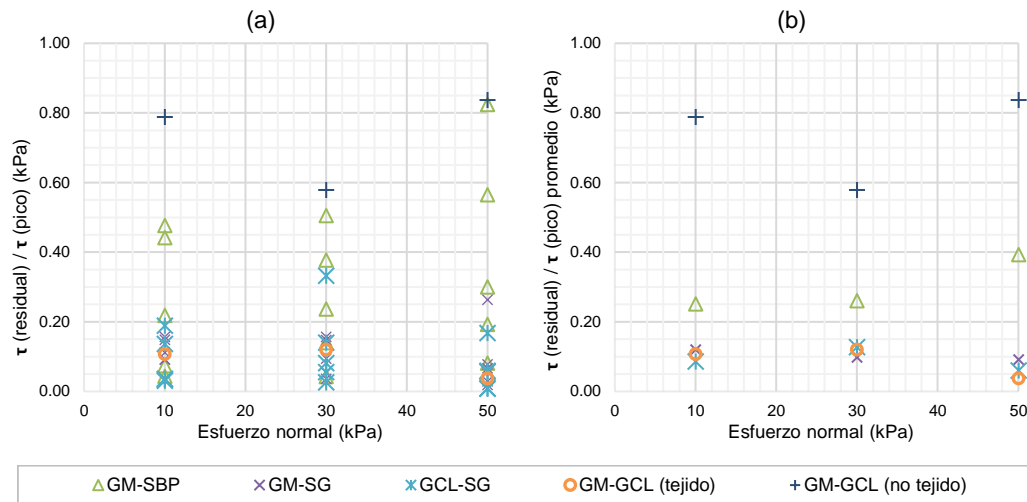 (a)
1.00
0.80
0.60
0.40
0.20
0.00
0 10 20 30 40 50
τ (residual) / τ (pico) (kPa)
Esfuerzo normal (kPa)
(b)
1.00
0.80
0.60
0.40
0.20
0.00
0 10 20 30 40 50
τ (residual) / τ (pico) promedio (kPa)
Esfuerzo normal (kPa)
GM-SBP GM-SG GCL-SG GM-GCL (tejido) GM-GCL (no tejido)